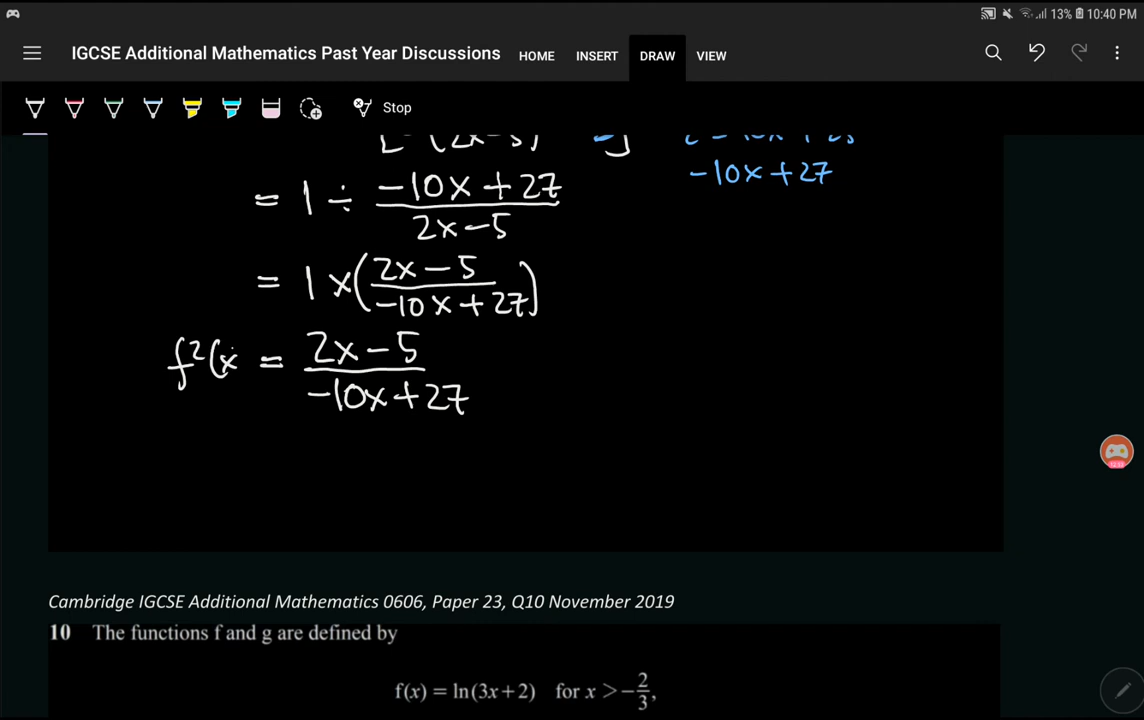 13% 10:40 PM
IGCSE Additional Mathematics Past Year Discussions HOME INSERT DRAW VIEW
Stop
-10x + 27
= 1 ÷ (-10x + 27)/(2x - 5)
= 1 x ((2x - 5)/(-10x + 27))
f²(x = (2x - 5)/(-10x + 27)
Cambridge IGCSE Additional Mathematics 0606, Paper 23, Q10 November 2019
10 The functions f and g are defined by
f(x) = ln(3x+2) for x > -2/3,